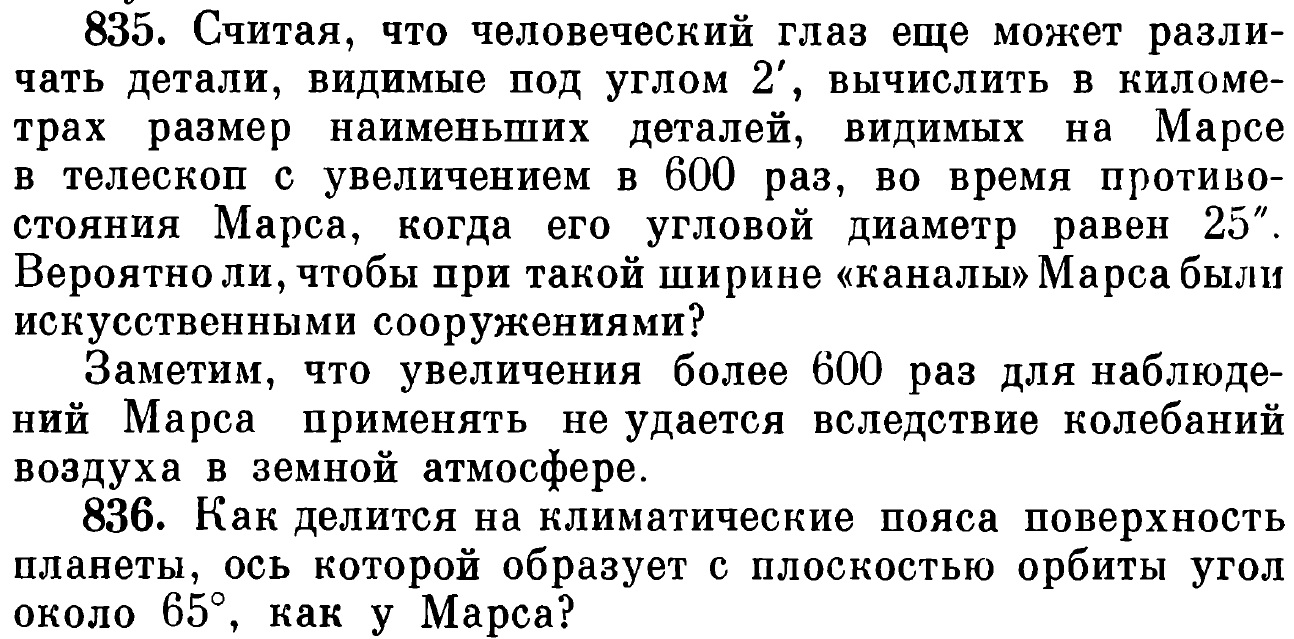 835. Считая, что человеческий глаз еще может разли-
чать детали, видимые под углом 2′, вычислить в киломе-
трах размер наименьших деталей, видимых на Марсе
в телескоп с увеличением в 600 раз, во время противо-
стояния Марса, когда его угловой диаметр равен 25″.
Вероятно ли, чтобы при такой ширине «каналы» Марса были
искусственными сооружениями?
Заметим, что увеличения более 600 раз для наблюде-
ний Марса применять не удается вследствие колебаний
воздуха в земной атмосфере.
836. Как делится на климатические пояса поверхность
планеты, ось которой образует с плоскостью орбиты угол
около 65°, как у Марса?